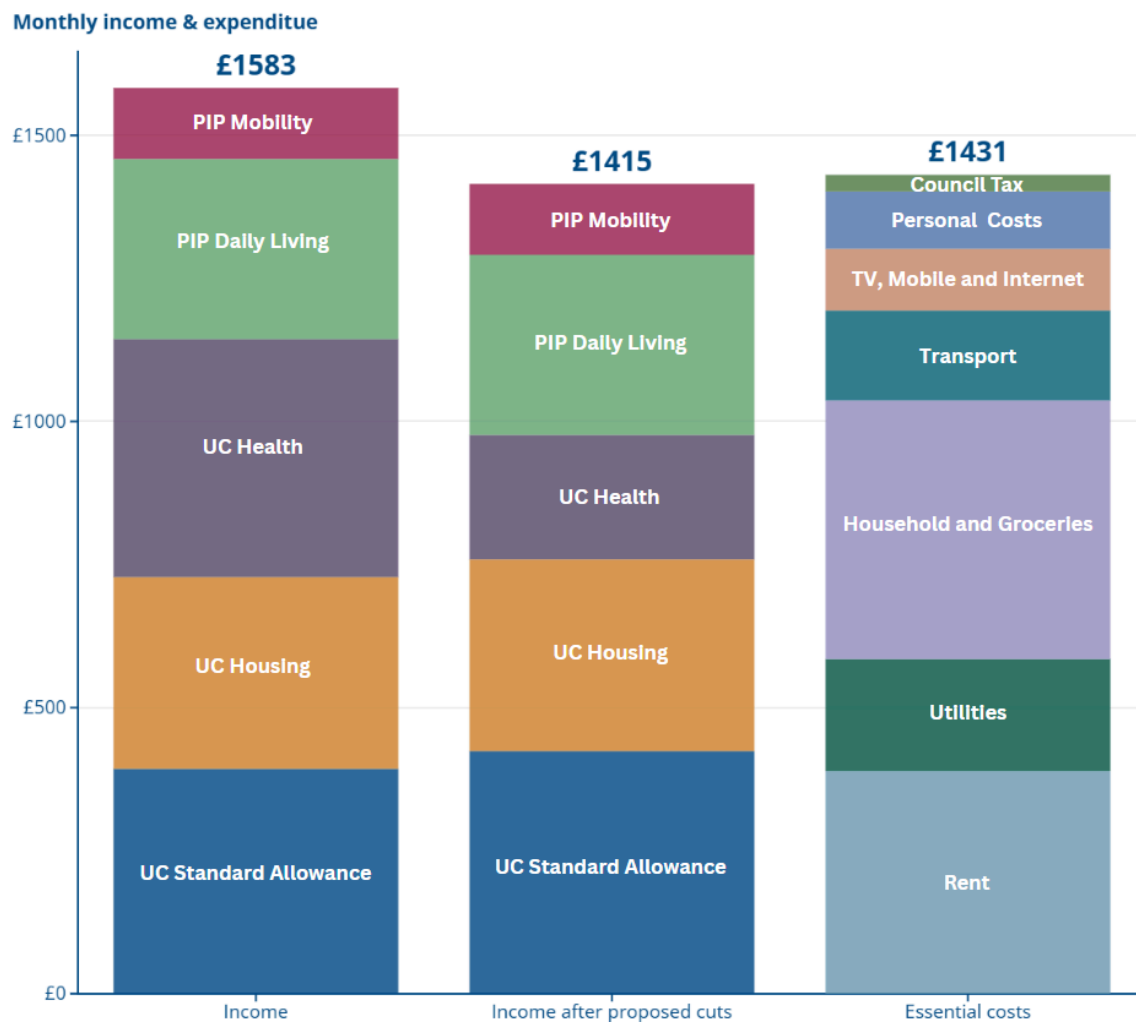 Monthly income & expenditue
£1583
£1415
£1431
£1500
£1000
£500
£0
PIP Mobility
PIP Daily Living
UC Health
UC Housing
UC Standard Allowance
PIP Mobility
PIP Daily Living
UC Health
UC Housing
UC Standard Allowance
Council Tax
Personal Costs
TV, Mobile and Internet
Transport
Household and Groceries
Utilities
Rent
Income
Income after proposed cuts
Essential costs